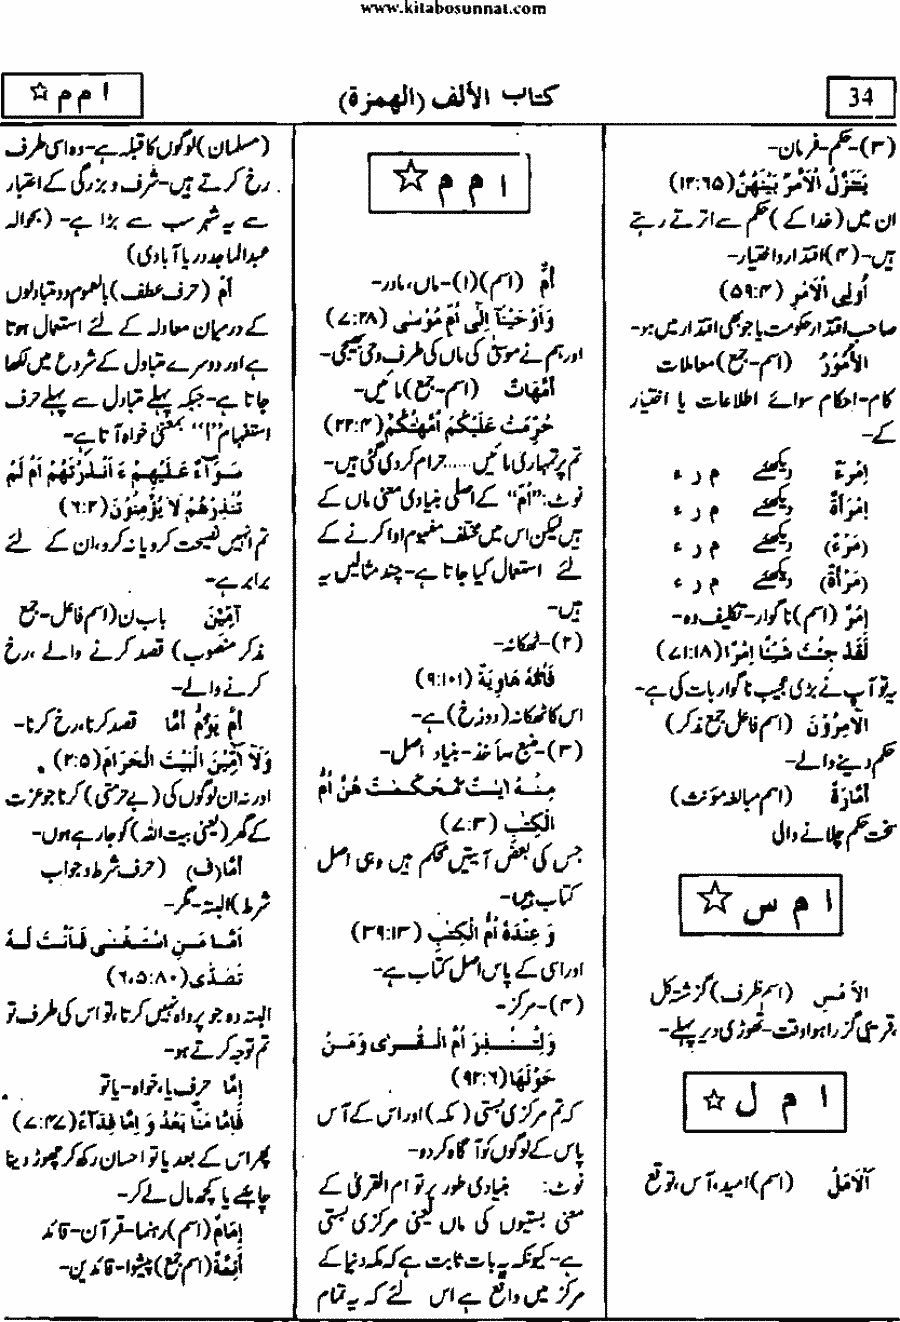 www.kitabosunnat.com
34
كتاب الألف (الهمزة)
ا م م ☆
(۳)-حکم-فرمان-
يَتَنَزَّلُ الْاَمْرُ بَيْنَهُنَّ (۱۲:۶۵)
ان میں (خدا کے) حکم سے اترتے رہتے
ہیں-(۴) اقتدار و اختیار-
اُولِی الْاَمْرِ (۵۹:۴)
صاحب اقتدار حکومت یا جو بھی اقتدار میں ہو-
الْاُمُوْرُ (اسم-جمع) معاملات
کام-احکام سوائے اطلاعات یا اختیار
کے-
اِمْرَءٌ دیکھئے م ر ء
اِمْرَأَةٌ دیکھئے م ر ء
(مَرْءٌ) دیکھئے م ر ء
(مَرْأَةٌ) دیکھئے م ر ء
اِمْرٌ (اسم) ناگوار-تکلیف دہ-
لَقَدْ جِئْتَ شَيْئًا اِمْرًا (۷۱:۱۸)
یہ تو آپ نے بڑی عجیب ناگوار بات کی ہے-
الْاٰمِرُوْنَ (اسم فاعل جمع مذکر)
حکم دینے والے-
اَمَّارَةٌ (اسم مبالغہ مؤنث)
سخت حکم چلانے والی
ا م س ☆
الْاَمْسِ (اسم ظرف) گزشتہ کل
،قریبی گزرا ہوا وقت-تھوڑی دیر پہلے-
ا م ل ☆
اَلْاَمَلُ (اسم) امید، آس، توقع
ا م م ☆
اُمٌّ (اسم) (۱)-ماں، مادر-
وَاَوْحَيْنَآ اِلٰٓى اُمِّ مُوْسٰى (۷:۲۸)
اور ہم نے موسیٰ کی ماں کی طرف وحی بھیجی-
اُمَّهَاتٌ (اسم-جمع) مائیں-
حُرِّمَتْ عَلَيْكُمْ اُمَّهٰتُكُمْ (۲۳:۴)
تم پر تمہاری مائیں.....حرام کردی گئی ہیں-
نوٹ: "اُمّ" کے اصلی بنیادی معنی ماں کے
ہیں لیکن اس میں مختلف مفہوم ادا کرنے کے
لئے استعمال کیا جاتا ہے-چند مثالیں یہ
ہیں-
(۲)-ٹھکانہ-
فَاُمُّهٗ هَاوِيَةٌ (۹:۱۰۱)
اس کا ٹھکانہ (دوزخ) ہے-
(۳)-منبع ماخذ-بنیاد اصل-
مِنْهُ اٰيٰتٌ مُّحْكَمٰتٌ هُنَّ اُمُّ
الْكِتٰبِ (۷:۳)
جس کی بعض آیتیں محکم ہیں وہی اصل
کتاب ہیں-
وَ عِنْدَهٗ اُمُّ الْكِتٰبِ (۳۹:۱۳)
اور اسی کے پاس اصل کتاب ہے-
(۴)-مرکز-
وَلِتُنْذِرَ اُمَّ الْقُرٰى وَمَنْ
حَوْلَهَا (۹۲:۶)
کہ تم مرکزی بستی (مکہ) اور اس کے آس
پاس کے لوگوں کو آگاہ کردہ-
نوٹ: بنیادی طور پر تو ام القریٰ کے
معنی بستیوں کی ماں یعنی مرکزی بستی
ہے-کیونکہ یہ بات ثابت ہے کہ مکہ دنیا کے
مرکز میں واقع ہے اس لئے کہ یہ تمام
(مسلمان) لوگوں کا قبلہ ہے-وہ اسی طرف
رخ کرتے ہیں-شرف و بزرگی کے اعتبار
سے یہ شہر سب سے بڑا ہے-(بحوالہ
عبدالماجد دریاآبادی)
اَمْ (حرف عطف) بالعموم دو متبادلوں
کے درمیان معادلہ کے لئے استعمال ہوتا
ہے اور دوسرے متبادل کے شروع میں لکھا
جاتا ہے-جبکہ پہلے متبادل سے پہلے حرف
استفہام "أ" بمعنیٰ خواہ آتا ہے-
سَوَآءٌ عَلَيْهِمْ ءَ اَنْذَرْتَهُمْ اَمْ لَمْ
تُنْذِرْهُمْ لَا يُؤْمِنُوْنَ (۶:۲)
تم انہیں نصیحت کرو یا نہ کرو، ان کے لئے
برابر ہے-
آمِّيْنَ باب ن (اسم فاعل-جمع
مذکر منصوب) قصد کرنے والے، رخ
کرنے والے-
اَمَّ يَؤُمُّ اَمًّا قصد کرنا، رخ کرنا-
وَلَآ آمِّيْنَ الْبَيْتَ الْحَرَامَ (۲:۵)
اور نہ ان لوگوں کی (بے حرمتی) کرنا جو عزت
کے گھر (یعنی بیت اللہ) کو جا رہے ہوں-
اَمَّا (ف) (حرف شرط و جواب
شرط) البتہ-مگر-
اَمَّا مَنِ اسْتَغْنٰى فَاَنْتَ لَهٗ
تَصَدّٰى (۶،۵:۸۰)
البتہ وہ جو پرواہ نہیں کرتا، تو اس کی طرف تو
تم توجہ کرتے ہو-
اِمَّا حرف یا، خواہ-یا تو
فَاِمَّا مَنًّا بَعْدُ وَ اِمَّا فِدَآءً (۷:۴۷)
پھر اس کے بعد یا تو احسان رکھ کر چھوڑ دینا
چاہئے یا کچھ مال لے کر-
اِمَامٌ (اسم) رہنما-قرآن-قائد
اَئِمَّةٌ (اسم جمع) پیشوا-قائدین-